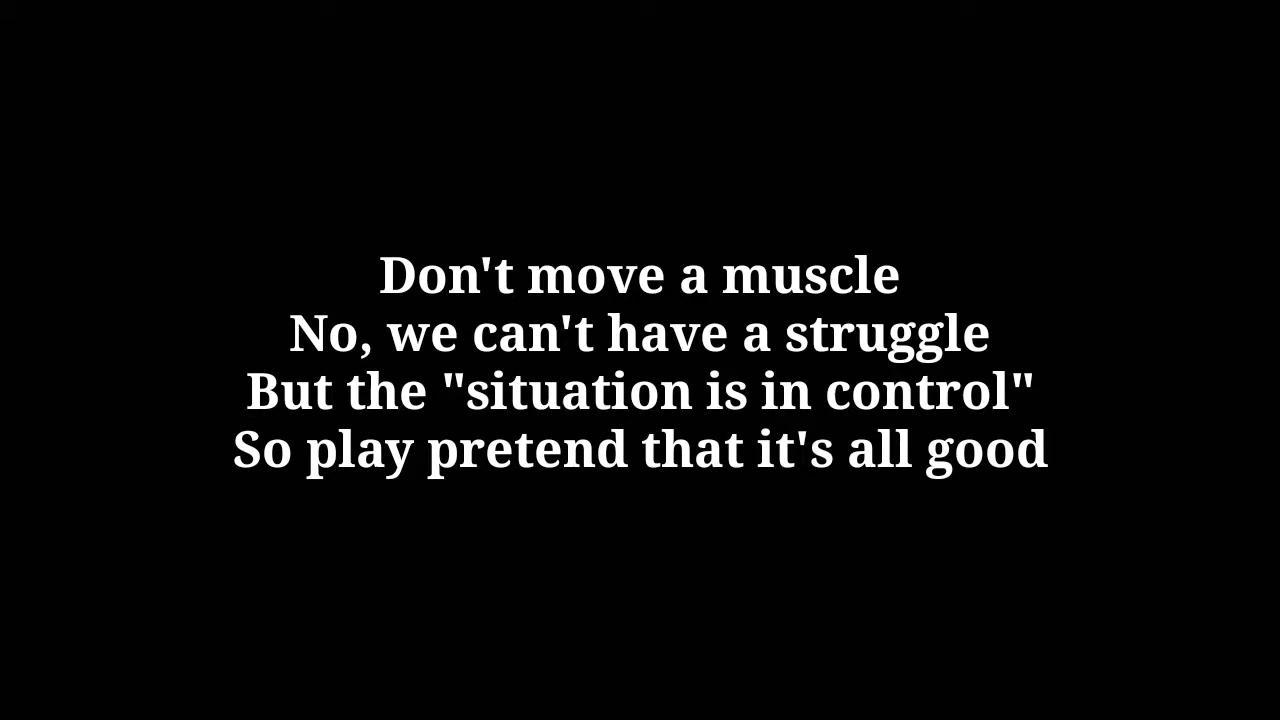 Don't move a muscle
No, we can't have a struggle
But the "situation is in control"
So play pretend that it's all good